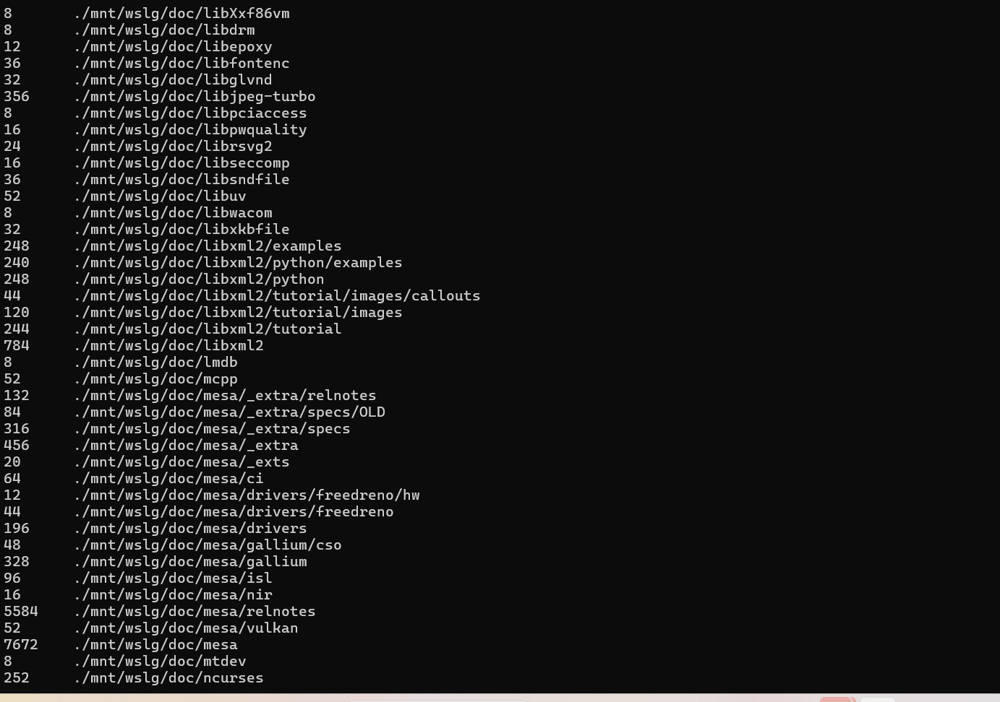 8 ./mnt/wslg/doc/libXxf86vm
8 ./mnt/wslg/doc/libdrm
12 ./mnt/wslg/doc/libepoxy
36 ./mnt/wslg/doc/libfontenc
32 ./mnt/wslg/doc/libglvnd
356 ./mnt/wslg/doc/libjpeg-turbo
8 ./mnt/wslg/doc/libpciaccess
16 ./mnt/wslg/doc/libpwquality
24 ./mnt/wslg/doc/librsvg2
16 ./mnt/wslg/doc/libseccomp
36 ./mnt/wslg/doc/libsndfile
52 ./mnt/wslg/doc/libuv
8 ./mnt/wslg/doc/libwacom
32 ./mnt/wslg/doc/libxkbfile
248 ./mnt/wslg/doc/libxml2/examples
240 ./mnt/wslg/doc/libxml2/python/examples
248 ./mnt/wslg/doc/libxml2/python
44 ./mnt/wslg/doc/libxml2/tutorial/images/callouts
120 ./mnt/wslg/doc/libxml2/tutorial/images
244 ./mnt/wslg/doc/libxml2/tutorial
784 ./mnt/wslg/doc/libxml2
8 ./mnt/wslg/doc/lmdb
52 ./mnt/wslg/doc/mcpp
132 ./mnt/wslg/doc/mesa/_extra/relnotes
84 ./mnt/wslg/doc/mesa/_extra/specs/OLD
316 ./mnt/wslg/doc/mesa/_extra/specs
456 ./mnt/wslg/doc/mesa/_extra
20 ./mnt/wslg/doc/mesa/_exts
64 ./mnt/wslg/doc/mesa/ci
12 ./mnt/wslg/doc/mesa/drivers/freedreno/hw
44 ./mnt/wslg/doc/mesa/drivers/freedreno
196 ./mnt/wslg/doc/mesa/drivers
48 ./mnt/wslg/doc/mesa/gallium/cso
328 ./mnt/wslg/doc/mesa/gallium
96 ./mnt/wslg/doc/mesa/isl
16 ./mnt/wslg/doc/mesa/nir
5584 ./mnt/wslg/doc/mesa/relnotes
52 ./mnt/wslg/doc/mesa/vulkan
7672 ./mnt/wslg/doc/mesa
8 ./mnt/wslg/doc/mtdev
252 ./mnt/wslg/doc/ncurses